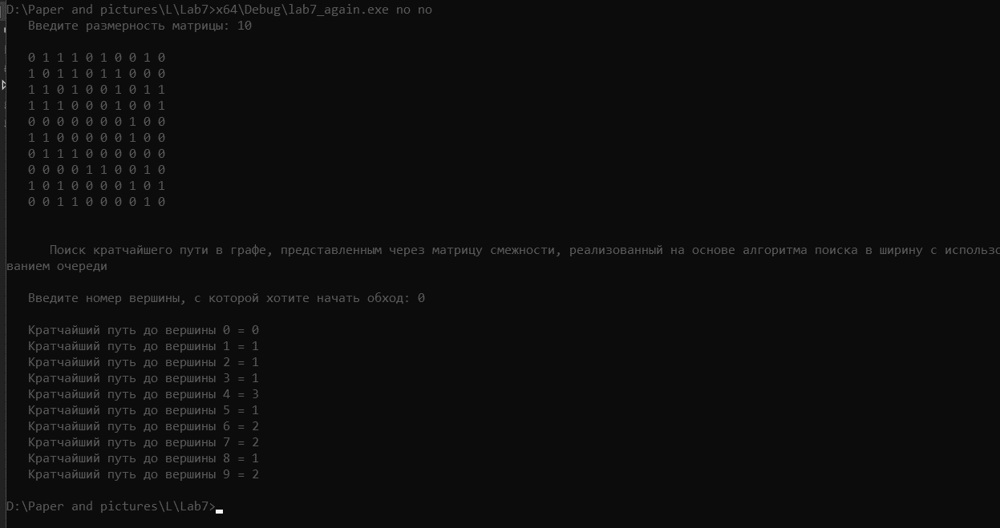 D:\Paper and pictures\L\Lab7>x64\Debug\lab7_again.exe no no
Введите размерность матрицы: 10
0 1 1 1 0 1 0 0 1 0
1 0 1 1 0 1 1 0 0 0
1 1 0 1 0 0 1 0 1 1
1 1 1 0 0 0 1 0 0 1
0 0 0 0 0 0 0 1 0 0
1 1 0 0 0 0 0 1 0 0
0 1 1 1 0 0 0 0 0 0
0 0 0 0 1 1 0 0 1 0
1 0 1 0 0 0 0 1 0 1
0 0 1 1 0 0 0 0 1 0
Поиск кратчайшего пути в графе, представленным через матрицу смежности, реализованный на основе алгоритма поиска в ширину с использо
ванием очереди
Введите номер вершины, с которой хотите начать обход: 0
Кратчайший путь до вершины 0 = 0
Кратчайший путь до вершины 1 = 1
Кратчайший путь до вершины 2 = 1
Кратчайший путь до вершины 3 = 1
Кратчайший путь до вершины 4 = 3
Кратчайший путь до вершины 5 = 1
Кратчайший путь до вершины 6 = 2
Кратчайший путь до вершины 7 = 2
Кратчайший путь до вершины 8 = 1
Кратчайший путь до вершины 9 = 2
D:\Paper and pictures\L\Lab7>